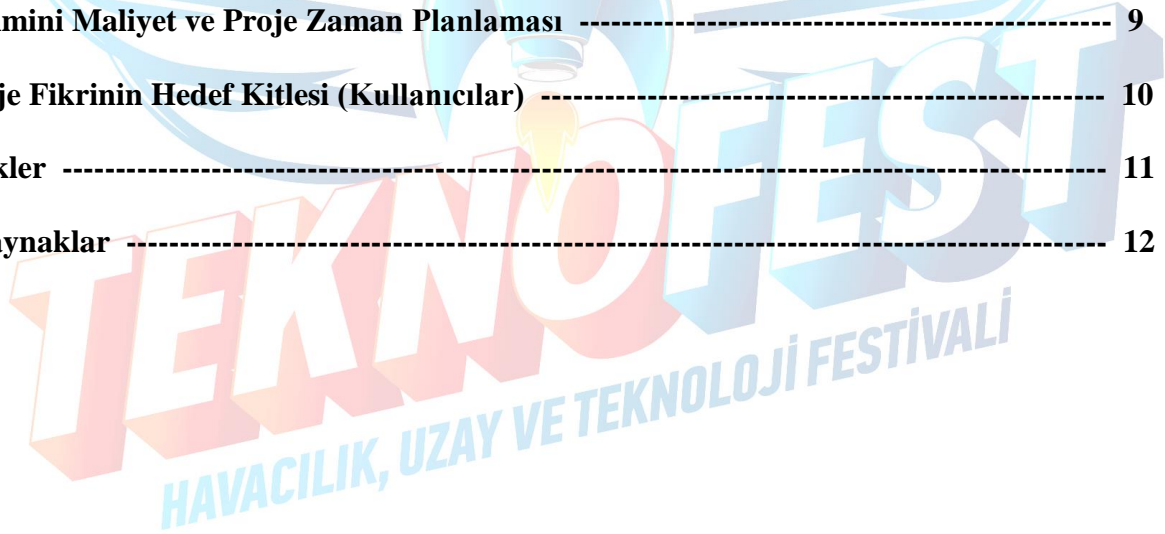 mini Maliyet ve Proje Zaman Planlaması ------------------------------------------------- 9
je Fikrinin Hedef Kitlesi (Kullanıcılar) ----------------------------------------------------- 10
kler --------------------------------------------------------------------------------------------------- 11
aynaklar --------------------------------------------------------------------------------------------- 12
TEKNOFEST
HAVACILIK, UZAY VE TEKNOLOJİ FESTİVALİ